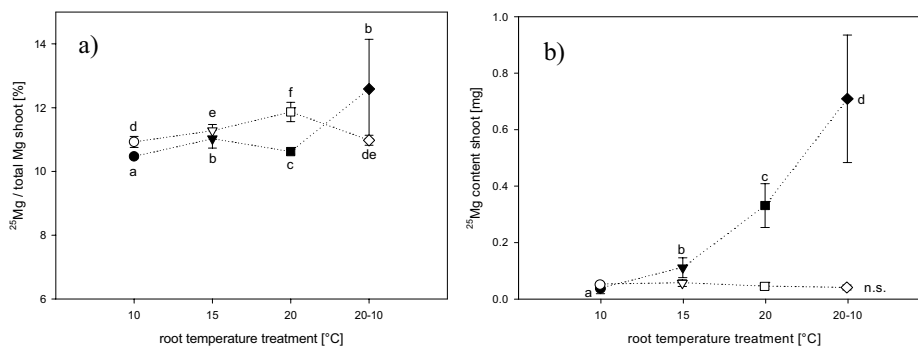 a)
14
12
10
8
6
²⁵Mg / total Mg shoot [%]
d
a
e
b
f
c
b
de
10
15
20
20-10
root temperature treatment [°C]
b)
1.0
0.8
0.6
0.4
0.2
0.0
²⁵Mg content shoot [mg]
a
b
c
d
n.s.
10
15
20
20-10
root temperature treatment [°C]